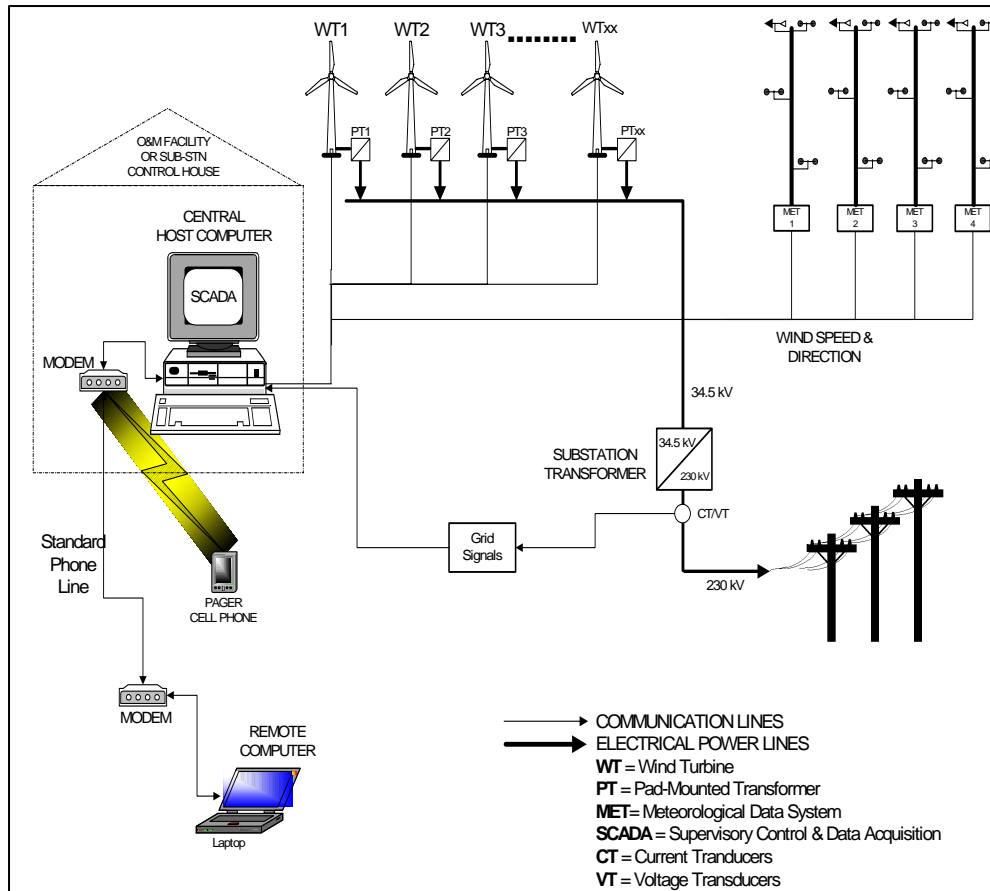 WT1 WT2 WT3 ........ WTxx
PT1 PT2 PT3 PTxx
O&M FACILITY
OR SUB-STN
CONTROL HOUSE
CENTRAL
HOST COMPUTER
SCADA
MODEM
MET
1
MET
2
MET
3
MET
4
WIND SPEED &
DIRECTION
34.5 kV
SUBSTATION
TRANSFORMER
34.5 kV
230 kV
CT/VT
Grid
Signals
230 kV
Standard
Phone
Line
PAGER
CELL PHONE
MODEM
REMOTE
COMPUTER
Laptop
COMMUNICATION LINES
ELECTRICAL POWER LINES
WT = Wind Turbine
PT = Pad-Mounted Transformer
MET= Meteorological Data System
SCADA = Supervisory Control & Data Acquisition
CT = Current Tranducers
VT = Voltage Transducers